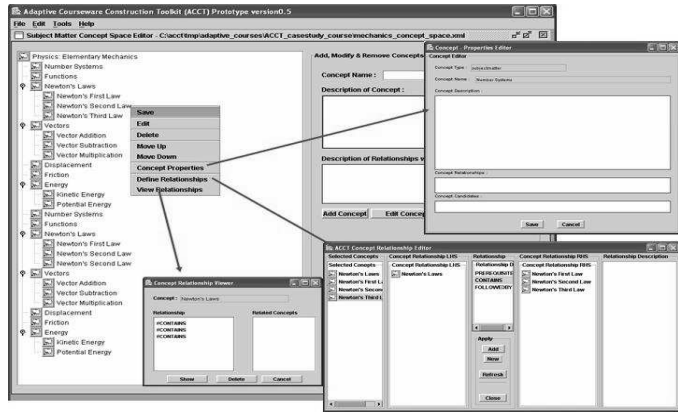 Adaptive Courseware Construction Toolkit (ACCT) Prototype version0.5
File Edit Tools Help
Subject Matter Concept Space Editor - C:\acct\tmp\adaptive_courses\ACCT_casestudy_course\mechanics_concept_space.xml
Physics: Elementary Mechanics
Number Systems
Functions
Newton's Laws
Newton's First Law
Newton's Second Law
Newton's Third Law
Vectors
Vector Addition
Vector Subtraction
Vector Multiplication
Displacement
Friction
Energy
Kinetic Energy
Potential Energy
Number Systems
Functions
Newton's Laws
Newton's First Law
Newton's Second Law
Newton's Third Law
Vectors
Vector Addition
Vector Subtraction
Vector Multiplication
Displacement
Friction
Energy
Kinetic Energy
Potential Energy
Save
Edit
Delete
Move Up
Move Down
Concept Properties
Define Relationships
View Relationships
Add, Modify & Remove Concepts
Concept Name :
Description of Concept :
Description of Relationships w
Add Concept Edit Concep
Concept - Properties Editor
Concept Editor
Concept Type : subjectmatter
Concept Name : Number Systems
Concept Description :
Concept Relationships :
Concept Candidates :
Save Cancel
Concept Relationship Viewer
Concept : Newton's Laws
Relationship Related Concepts
#CONTAINS
#CONTAINS
#CONTAINS
Show Delete Cancel
ACCT Concept Relationship Editor
Selected Concepts Concept Relationship LHS Relationship Concept Relationship RHS Relationship Description
Selected Concepts Concept Relationship LHS Relationship D Concept Relationship RHS
Newton's Laws Newton's Laws PREREQUISITE Newton's First Law
Newton's First L CONTAINS Newton's Second Law
Newton's Secon FOLLOWEDBY Newton's Third Law
Newton's Third L
Apply
Add
New
Refresh
Close